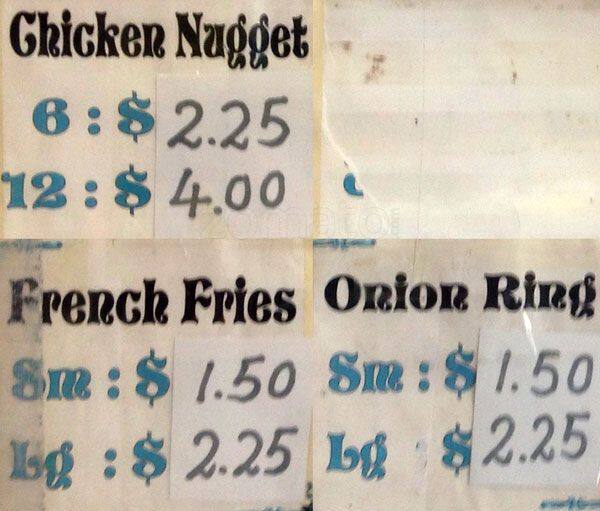 Chicken Nugget
6 : $ 2.25
12 : $ 4.00
zomato
French Fries
Sm : $ 1.50
Lg : $ 2.25
Onion Ring
Sm : $ 1.50
Lg $ 2.25